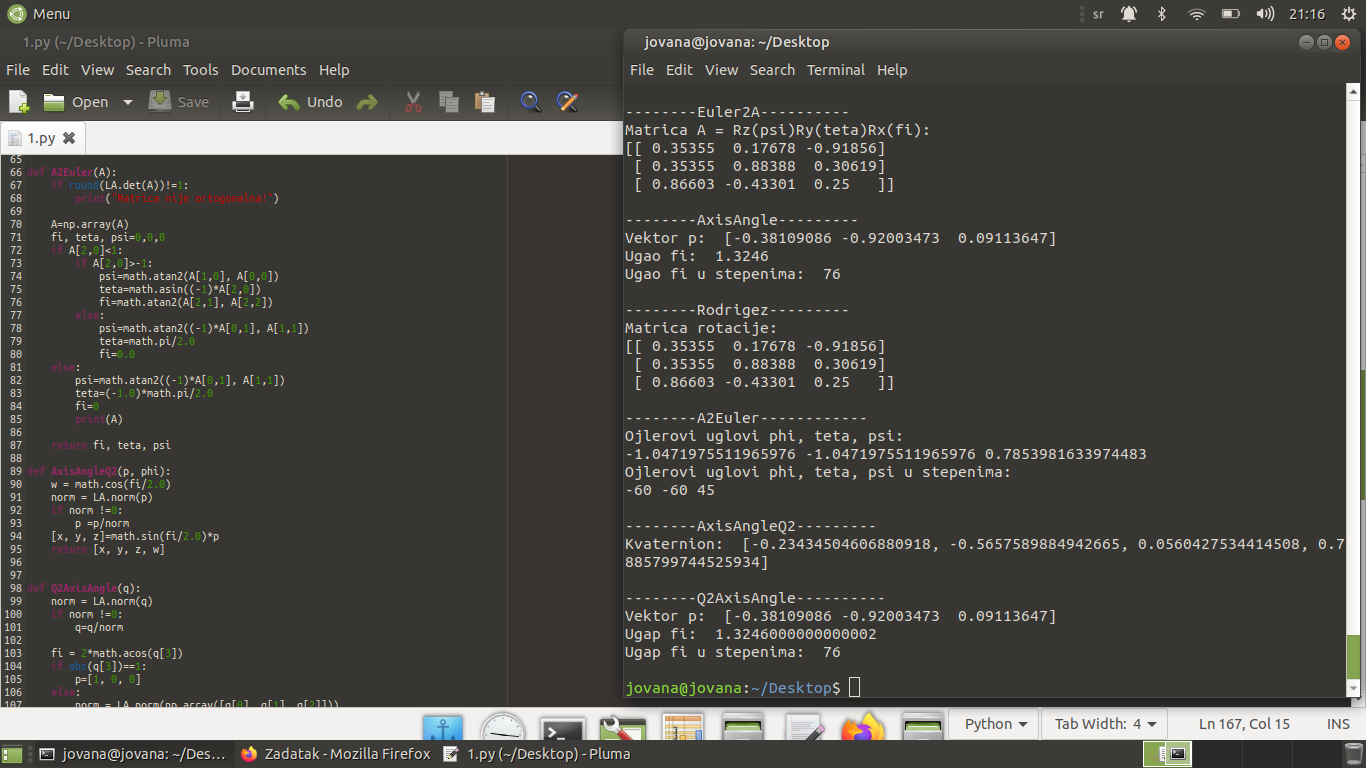 Menu
sr
21:16
1.py (~/Desktop) - Pluma
File Edit View Search Tools Documents Help
Open Save Undo
1.py
65
66 def A2Euler(A):
67     if round(LA.det(A))!=1:
68         print("Matrica nije ortogonalna!")
69
70     A=np.array(A)
71     fi, teta, psi=0,0,0
72     if A[2,0]<1:
73         if A[2,0]>-1:
74             psi=math.atan2(A[1,0], A[0,0])
75             teta=math.asin((-1)*A[2,0])
76             fi=math.atan2(A[2,1], A[2,2])
77         else:
78             psi=math.atan2((-1)*A[0,1], A[1,1])
79             teta=math.pi/2.0
80             fi=0.0
81     else:
82         psi=math.atan2((-1)*A[0,1], A[1,1])
83         teta=(-1.0)*math.pi/2.0
84         fi=0
85         print(A)
86
87     return fi, teta, psi
88
89 def AxisAngleQ2(p, phi):
90     w = math.cos(fi/2.0)
91     norm = LA.norm(p)
92     if norm !=0:
93         p =p/norm
94     [x, y, z]=math.sin(fi/2.0)*p
95     return [x, y, z, w]
96
97
98 def Q2AxisAngle(q):
99     norm = LA.norm(q)
100     if norm !=0:
101         q=q/norm
102
103     fi = 2*math.acos(q[3])
104     if abs(q[3])==1:
105         p=[1, 0, 0]
106     else:
107         norm = LA.norm(np.array([q[0], q[1], q[2]]))
jovana@jovana: ~/Desktop
File Edit View Search Terminal Help
--------Euler2A----------
Matrica A = Rz(psi)Ry(teta)Rx(fi):
[[ 0.35355  0.17678 -0.91856]
 [ 0.35355  0.88388  0.30619]
 [ 0.86603 -0.43301  0.25   ]]
--------AxisAngle---------
Vektor p:  [-0.38109086 -0.92003473  0.09113647]
Ugao fi:  1.3246
Ugao fi u stepenima:  76
--------Rodrigez---------
Matrica rotacije:
[[ 0.35355  0.17678 -0.91856]
 [ 0.35355  0.88388  0.30619]
 [ 0.86603 -0.43301  0.25   ]]
--------A2Euler------------
Ojlerovi uglovi phi, teta, psi:
-1.0471975511965976 -1.0471975511965976 0.7853981633974483
Ojlerovi uglovi phi, teta, psi u stepenima:
-60 -60 45
--------AxisAngleQ2---------
Kvaternion:  [-0.23434504606880918, -0.5657589884942665, 0.0560427534414508, 0.7
885799744525934]
--------Q2AxisAngle----------
Vektor p:  [-0.38109086 -0.92003473  0.09113647]
Ugap fi:  1.3246000000000002
Ugap fi u stepenima:  76
jovana@jovana:~/Desktop$
Python Tab Width: 4 Ln 167, Col 15 INS
jovana@jovana: ~/Des... Zadatak - Mozilla Firefox 1.py (~/Desktop) - Pluma